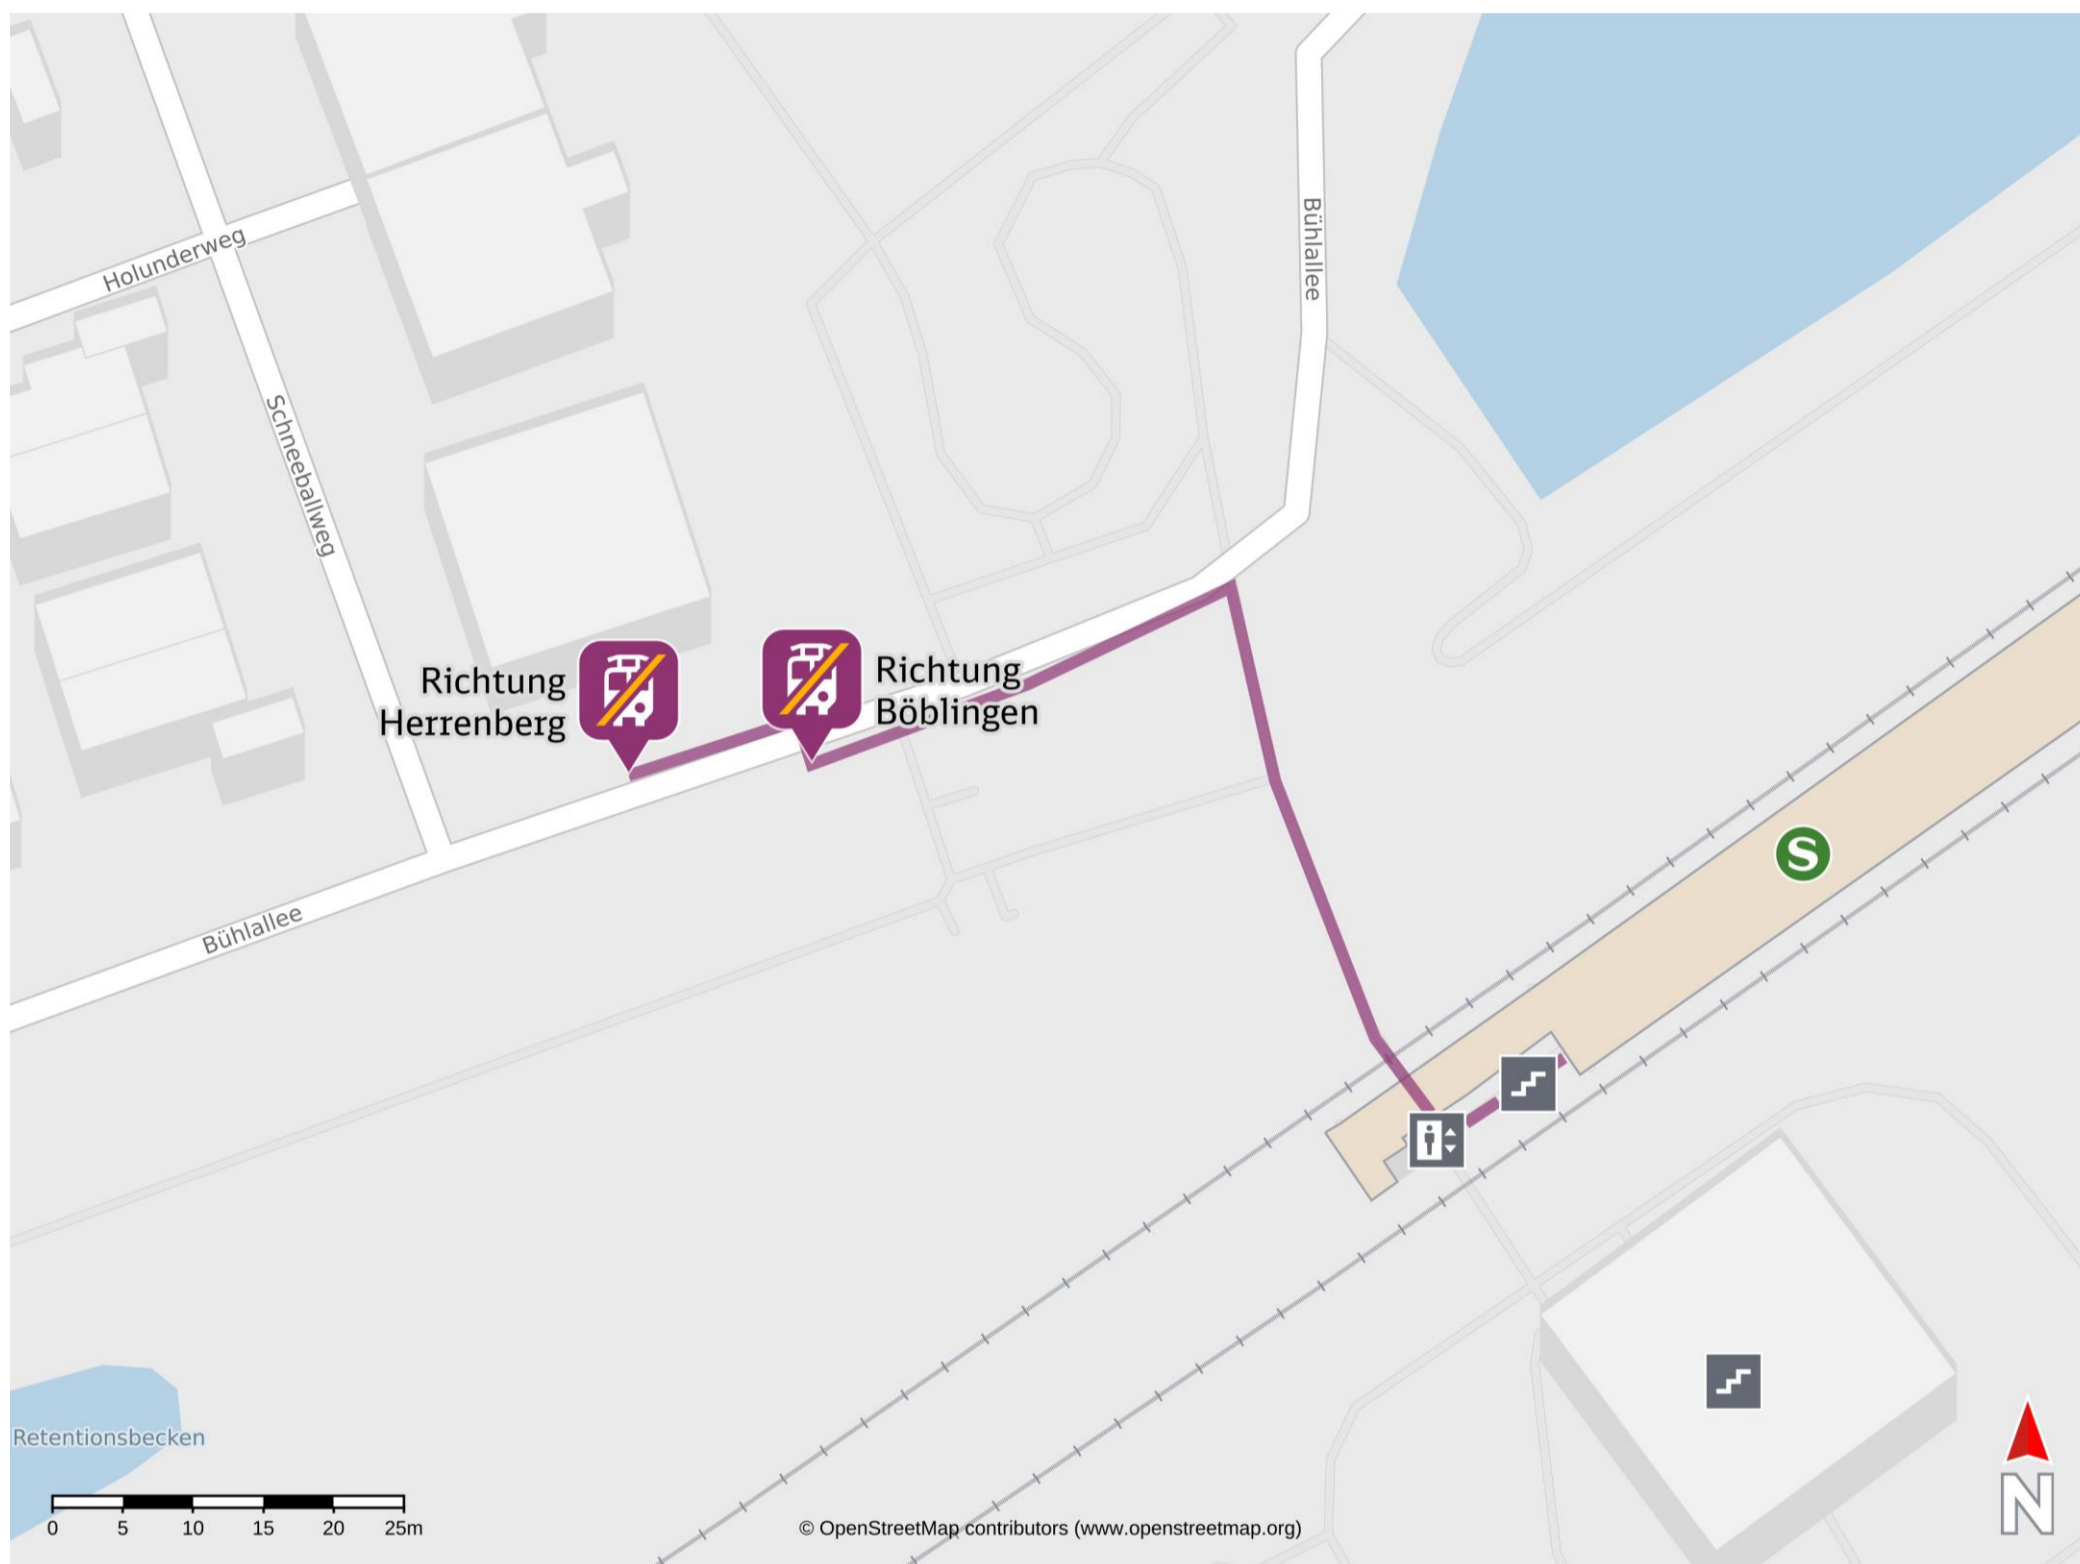 Bühlallee
Holunderweg
Schneeballweg
Richtung
Herrenberg
Richtung
Böblingen
S
Bühlallee
Retentionsbecken
0 5 10 15 20 25m
© OpenStreetMap contributors (www.openstreetmap.org)
N